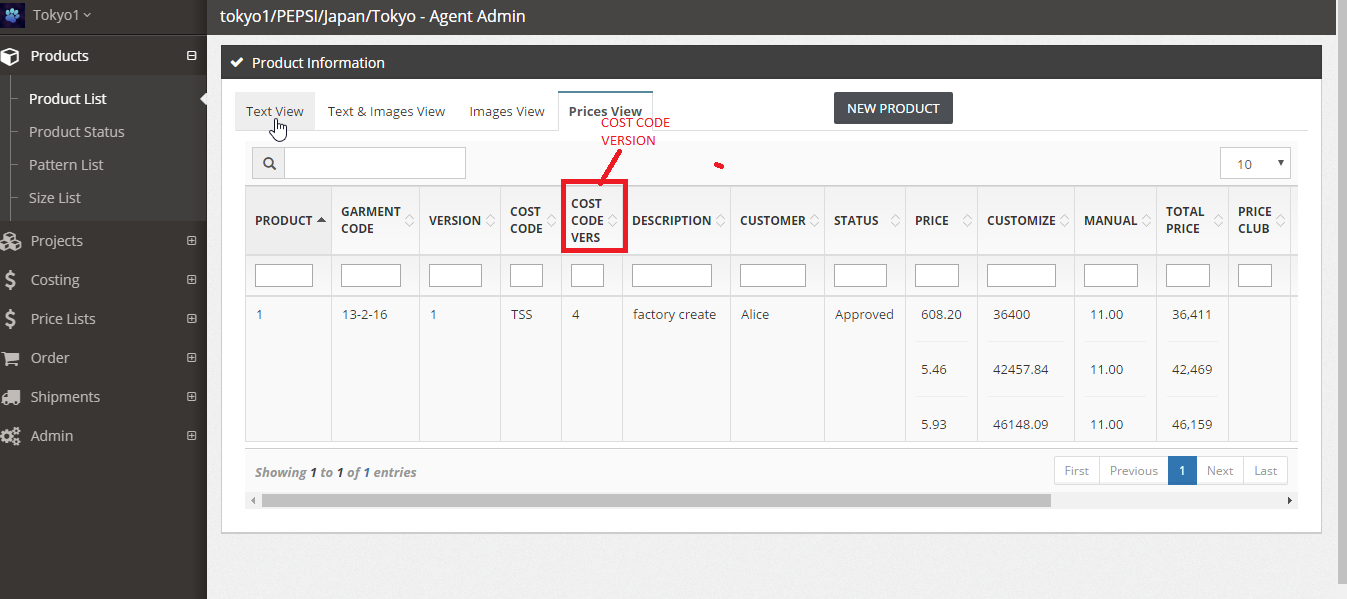 Tokyo1
tokyo1/PEPSI/Japan/Tokyo - Agent Admin
Products
Product List
Product Status
Pattern List
Size List
Projects
Costing
Price Lists
Order
Shipments
Admin
Product Information
Text View Text & Images View Images View Prices View NEW PRODUCT
COST CODE
VERSION
10
PRODUCT GARMENT CODE VERSION COST CODE COST CODE VERS DESCRIPTION CUSTOMER STATUS PRICE CUSTOMIZE MANUAL TOTAL PRICE PRICE CLUB
1 13-2-16 1 TSS 4 factory create Alice Approved 608.20 36400 11.00 36,411
5.46 42457.84 11.00 42,469
5.93 46148.09 11.00 46,159
Showing 1 to 1 of 1 entries
First Previous 1 Next Last